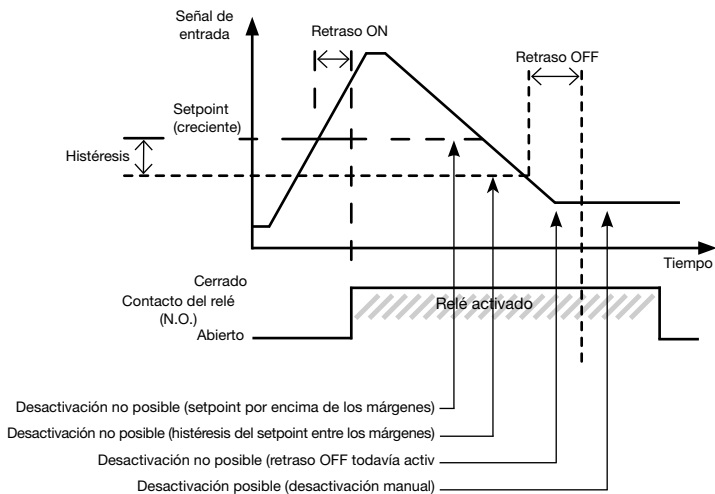 Señal de
entrada
Retraso ON
Retraso OFF
Setpoint
(creciente)
Histéresis
Tiempo
Cerrado
Contacto del relé
(N.O.)
Abierto
Relé activado
Desactivación no posible (setpoint por encima de los márgenes)
Desactivación no posible (histéresis del setpoint entre los márgenes)
Desactivación no posible (retraso OFF todavía activ
Desactivación posible (desactivación manual)